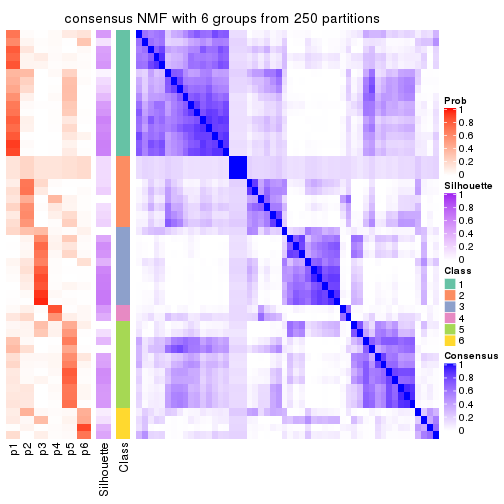 consensus NMF with 6 groups from 250 partitions
Prob
1
0.8
0.6
0.4
0.2
0
Silhouette
1
0.8
0.6
0.4
0.2
0
Class
1
2
3
4
5
6
Consensus
1
0.8
0.6
0.4
0.2
0
p1
p2
p3
p4
p5
p6
Silhouette
Class